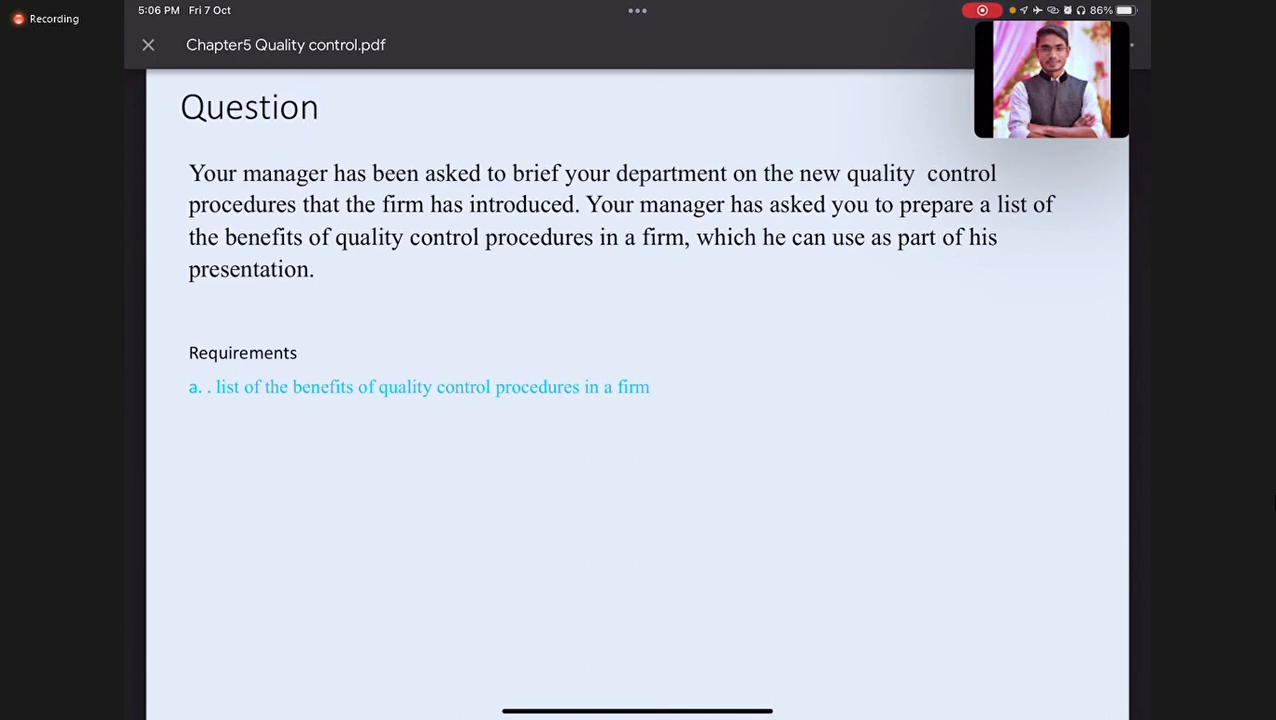 Recording
5:06 PM Fri 7 Oct
86%
Chapter5 Quality control.pdf
Question
Your manager has been asked to brief your department on the new quality control
procedures that the firm has introduced. Your manager has asked you to prepare a list of
the benefits of quality control procedures in a firm, which he can use as part of his
presentation.
Requirements
a. . list of the benefits of quality control procedures in a firm